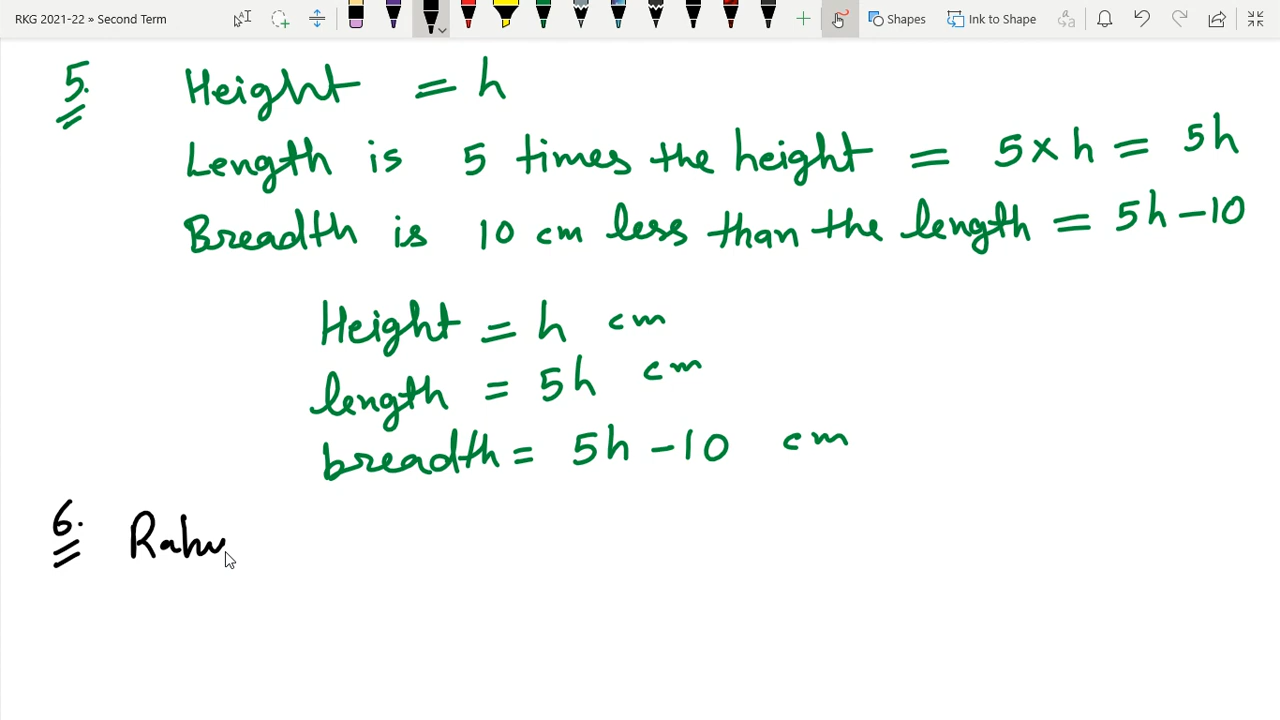 RKG 2021-22 » Second Term
Shapes
Ink to Shape
5. Height = h
Length is 5 times the height = 5 × h = 5h
Breadth is 10 cm less than the length = 5h - 10
Height = h cm
length = 5h cm
breadth = 5h - 10 cm
6. Rahu